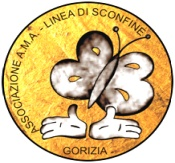 ASSOCIAZIONE A.M.A. - LINEA DI SCONFINE
GORIZIA